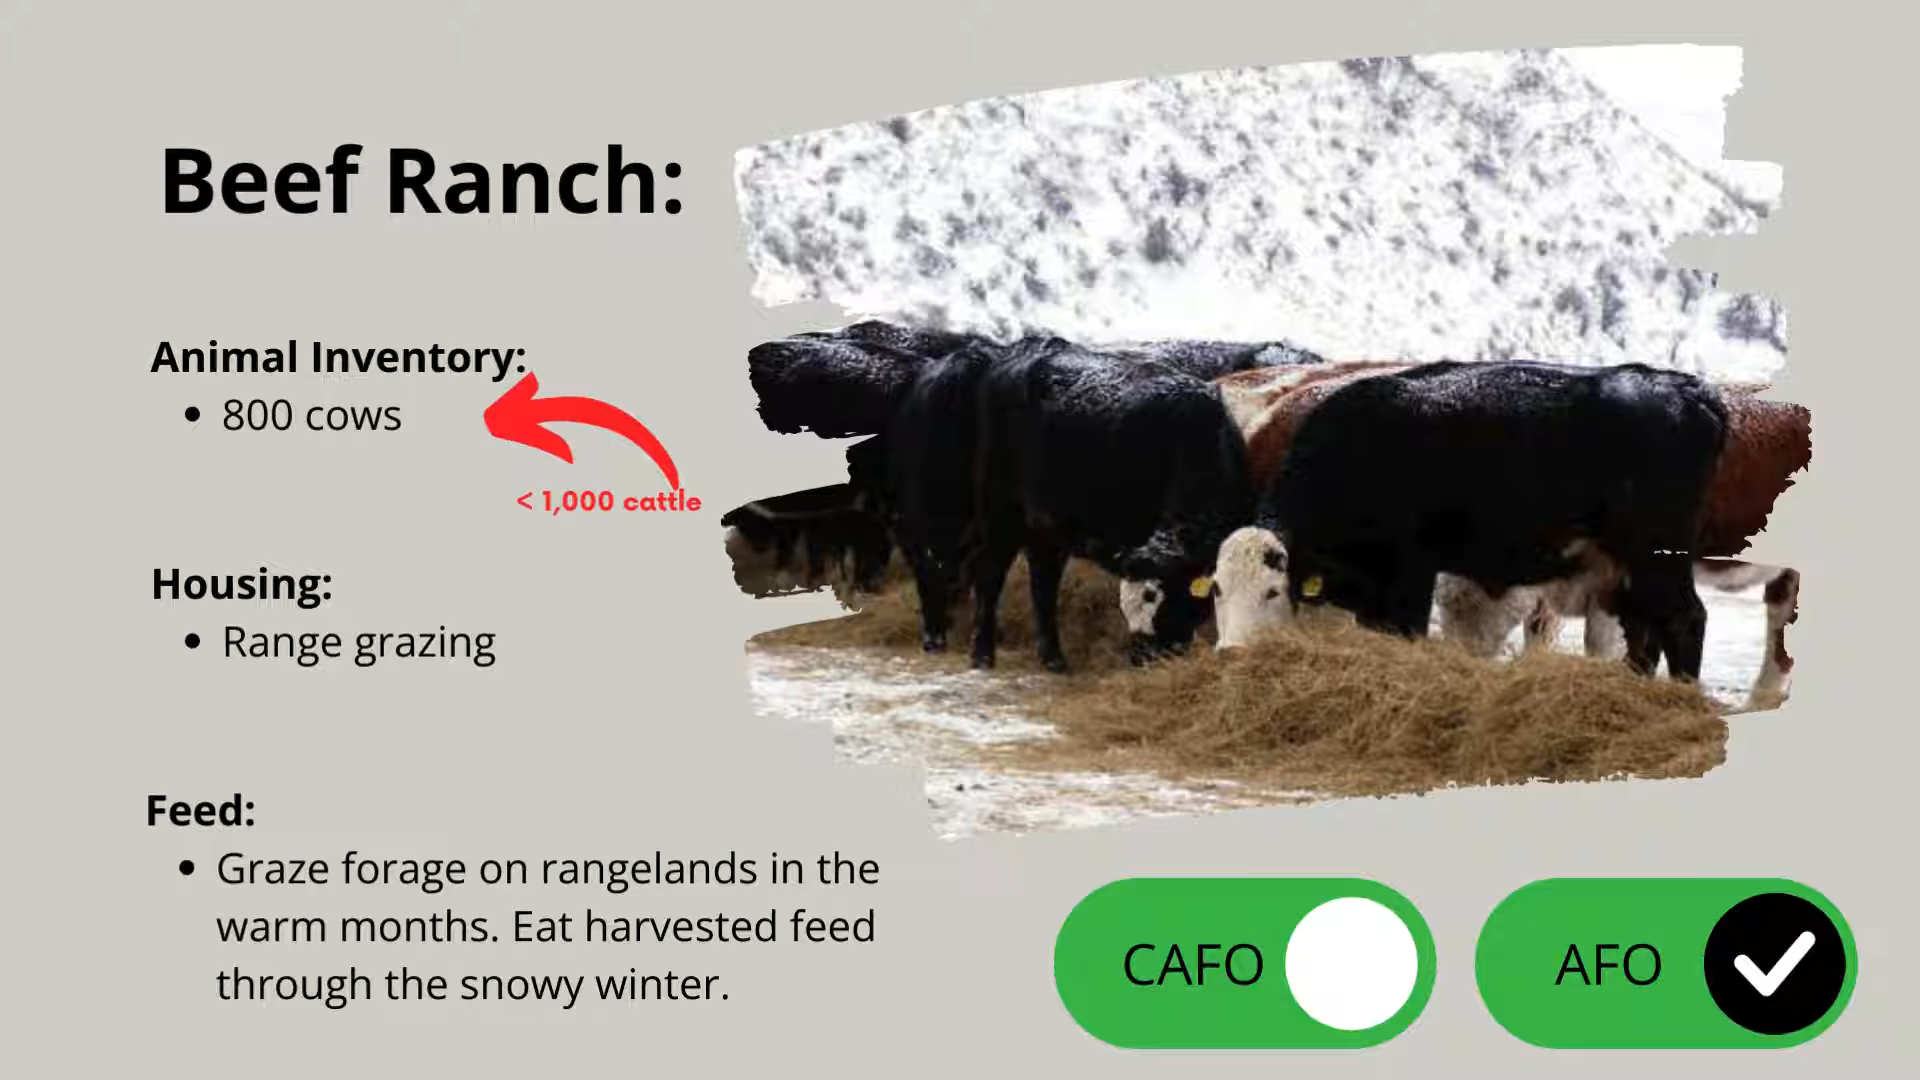 Beef Ranch:
Animal Inventory:
• 800 cows
< 1,000 cattle
Housing:
• Range grazing
Feed:
• Graze forage on rangelands in the
warm months. Eat harvested feed
through the snowy winter.
CAFO
AFO